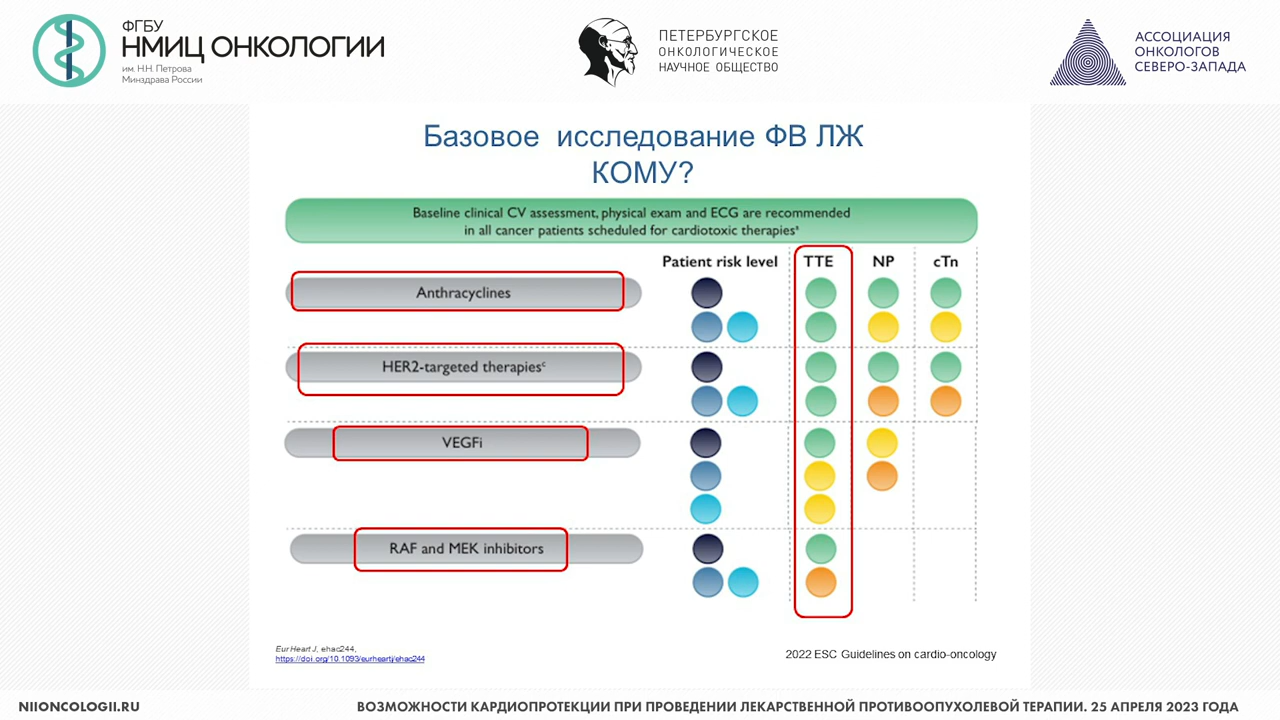 ФГБУ
НМИЦ ОНКОЛОГИИ
им. Н.Н. Петрова
Минздрава России
ПЕТЕРБУРГСКОЕ
ОНКОЛОГИЧЕСКОЕ
НАУЧНОЕ ОБЩЕСТВО
АССОЦИАЦИЯ
ОНКОЛОГОВ
СЕВЕРО-ЗАПАДА
Базовое исследование ФВ ЛЖ
КОМУ?
Baseline clinical CV assessment, physical exam and ECG are recommended
in all cancer patients scheduled for cardiotoxic therapiesª
Patient risk level TTE NP cTn
Anthracyclines
HER2-targeted therapiesᶜ
VEGFi
RAF and MEK inhibitors
Eur Heart J, ehac244,
https://doi.org/10.1093/eurheartj/ehac244
2022 ESC Guidelines on cardio-oncology
NIIONCOLOGII.RU
ВОЗМОЖНОСТИ КАРДИОПРОТЕКЦИИ ПРИ ПРОВЕДЕНИИ ЛЕКАРСТВЕННОЙ ПРОТИВООПУХОЛЕВОЙ ТЕРАПИИ. 25 АПРЕЛЯ 2023 ГОДА